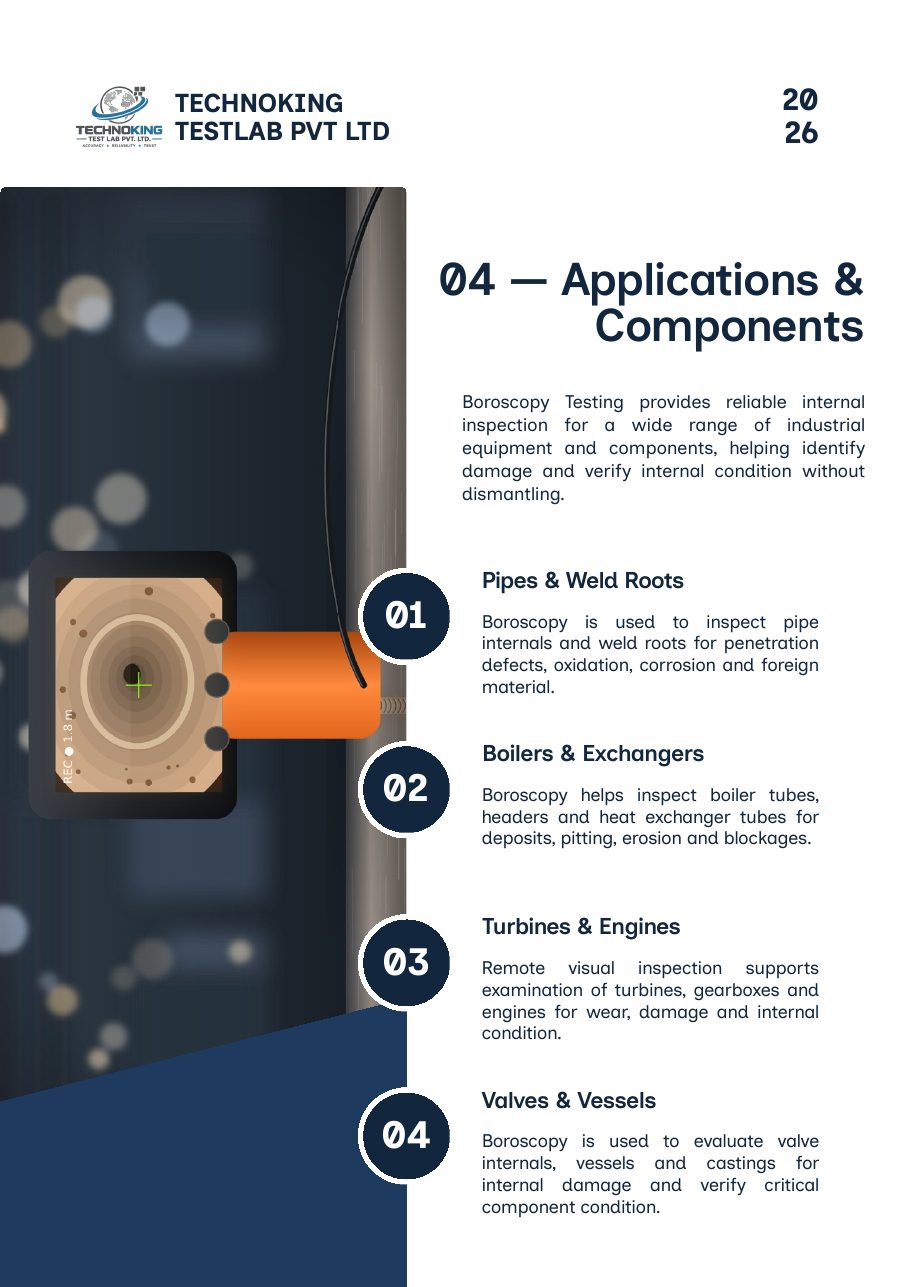 TECHNOKING
TEST LAB PVT. LTD.
ACCURACY • RELIABILITY • TRUST
TECHNOKING
TESTLAB PVT LTD
20
26
04 — Applications &
Components
Boroscopy Testing provides reliable internal
inspection for a wide range of industrial
equipment and components, helping identify
damage and verify internal condition without
dismantling.
REC ● 1.8 m
01
Pipes & Weld Roots
Boroscopy is used to inspect pipe
internals and weld roots for penetration
defects, oxidation, corrosion and foreign
material.
02
Boilers & Exchangers
Boroscopy helps inspect boiler tubes,
headers and heat exchanger tubes for
deposits, pitting, erosion and blockages.
03
Turbines & Engines
Remote visual inspection supports
examination of turbines, gearboxes and
engines for wear, damage and internal
condition.
04
Valves & Vessels
Boroscopy is used to evaluate valve
internals, vessels and castings for
internal damage and verify critical
component condition.